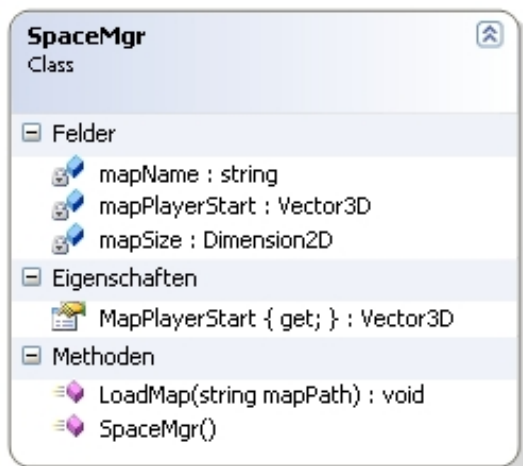 SpaceMgr
Class
Felder
mapName : string
mapPlayerStart : Vector3D
mapSize : Dimension2D
Eigenschaften
MapPlayerStart { get; } : Vector3D
Methoden
LoadMap(string mapPath) : void
SpaceMgr()